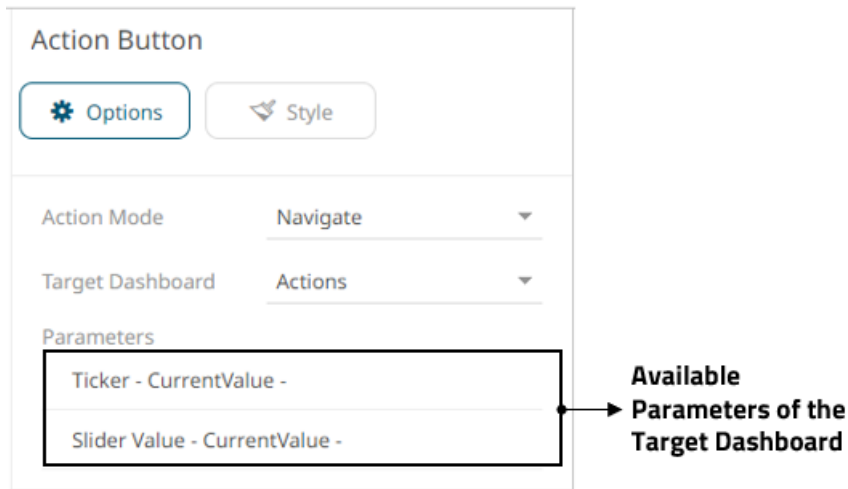 Action Button
Options
Style
Action Mode
Navigate
Target Dashboard
Actions
Parameters
Ticker - CurrentValue -
Slider Value - CurrentValue -
Available
Parameters of the
Target Dashboard